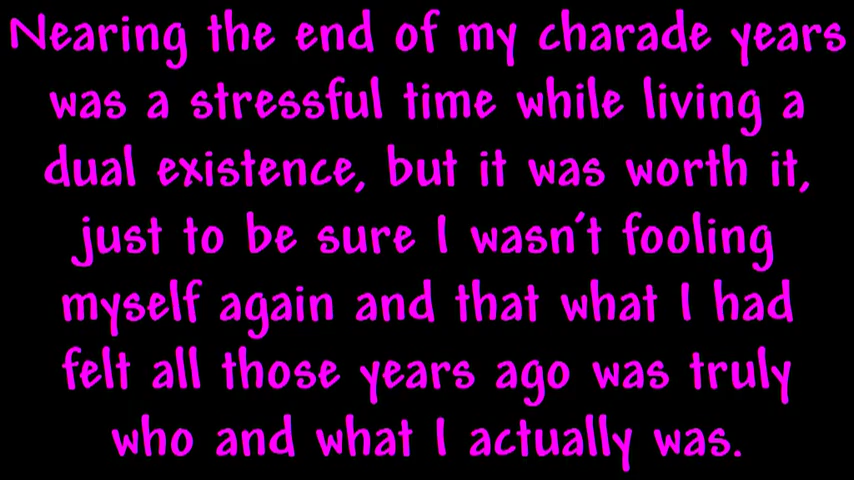 Nearing the end of my charade years
was a stressful time while living a
dual existence, but it was worth it,
just to be sure I wasn't fooling
myself again and that what I had
felt all those years ago was truly
who and what I actually was.